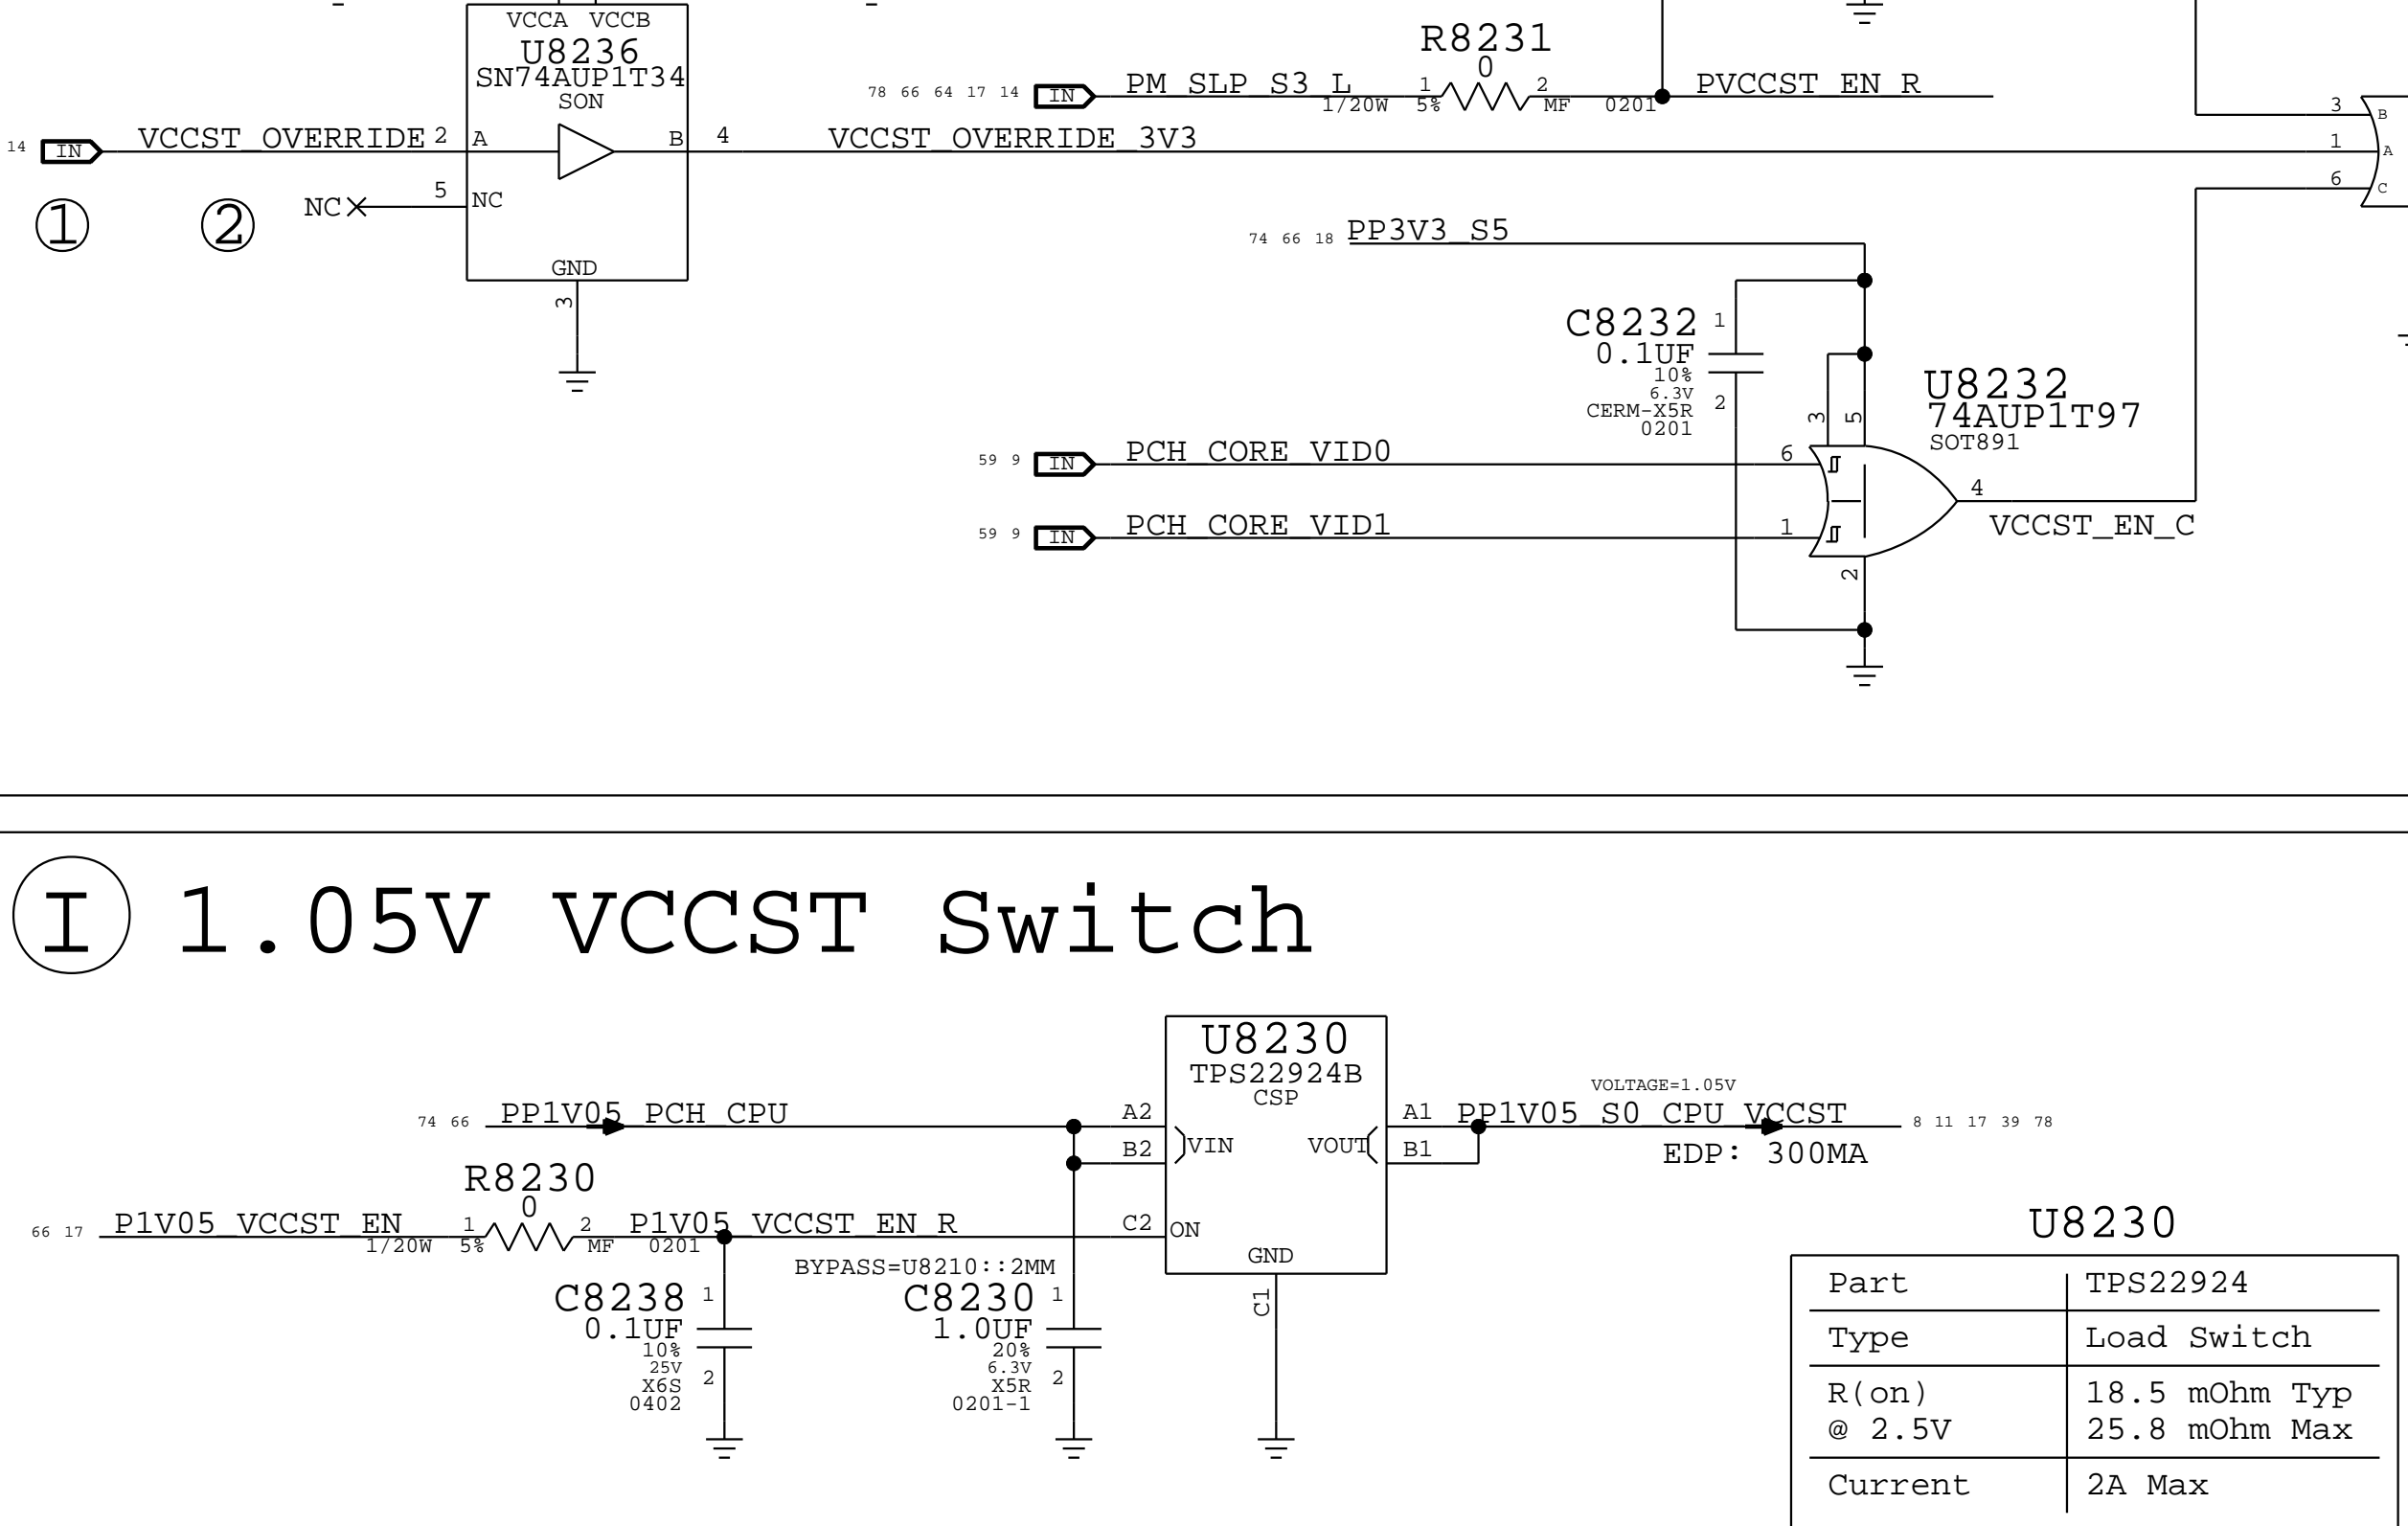 VCCA VCCB
U8236
SN74AUP1T34
SON
VCCST_OVERRIDE 2 A B 4 VCCST_OVERRIDE_3V3
14 IN
NC 5 NC
1 2
GND
3
R8231
0
78 66 64 17 14 IN PM_SLP_S3_L 1 2 PVCCST_EN_R
1/20W 5% MF 0201
3 B
1 A
6 C
74 66 18 PP3V3_S5
C8232 1
0.1UF
10%
6.3V
CERM-X5R 2
0201
U8232
74AUP1T97
SOT891
3 5
59 9 IN PCH_CORE_VID0 6
4
VCCST_EN_C
59 9 IN PCH_CORE_VID1 1
2
I 1.05V VCCST Switch
U8230
TPS22924B
CSP
74 66 PP1V05_PCH_CPU A2
B2
VIN VOUT
A1 PP1V05_S0_CPU_VCCST 8 11 17 39 78
VOLTAGE=1.05V
B1 EDP: 300MA
R8230
0
66 17 P1V05_VCCST_EN 1 2 P1V05_VCCST_EN_R C2 ON
1/20W 5% MF 0201
GND
C1
BYPASS=U8210::2MM
C8238 1
0.1UF
10%
25V
X6S 2
0402
C8230 1
1.0UF
20%
6.3V
X5R 2
0201-1
U8230
Part TPS22924
Type Load Switch
R(on) 18.5 mOhm Typ
@ 2.5V 25.8 mOhm Max
Current 2A Max